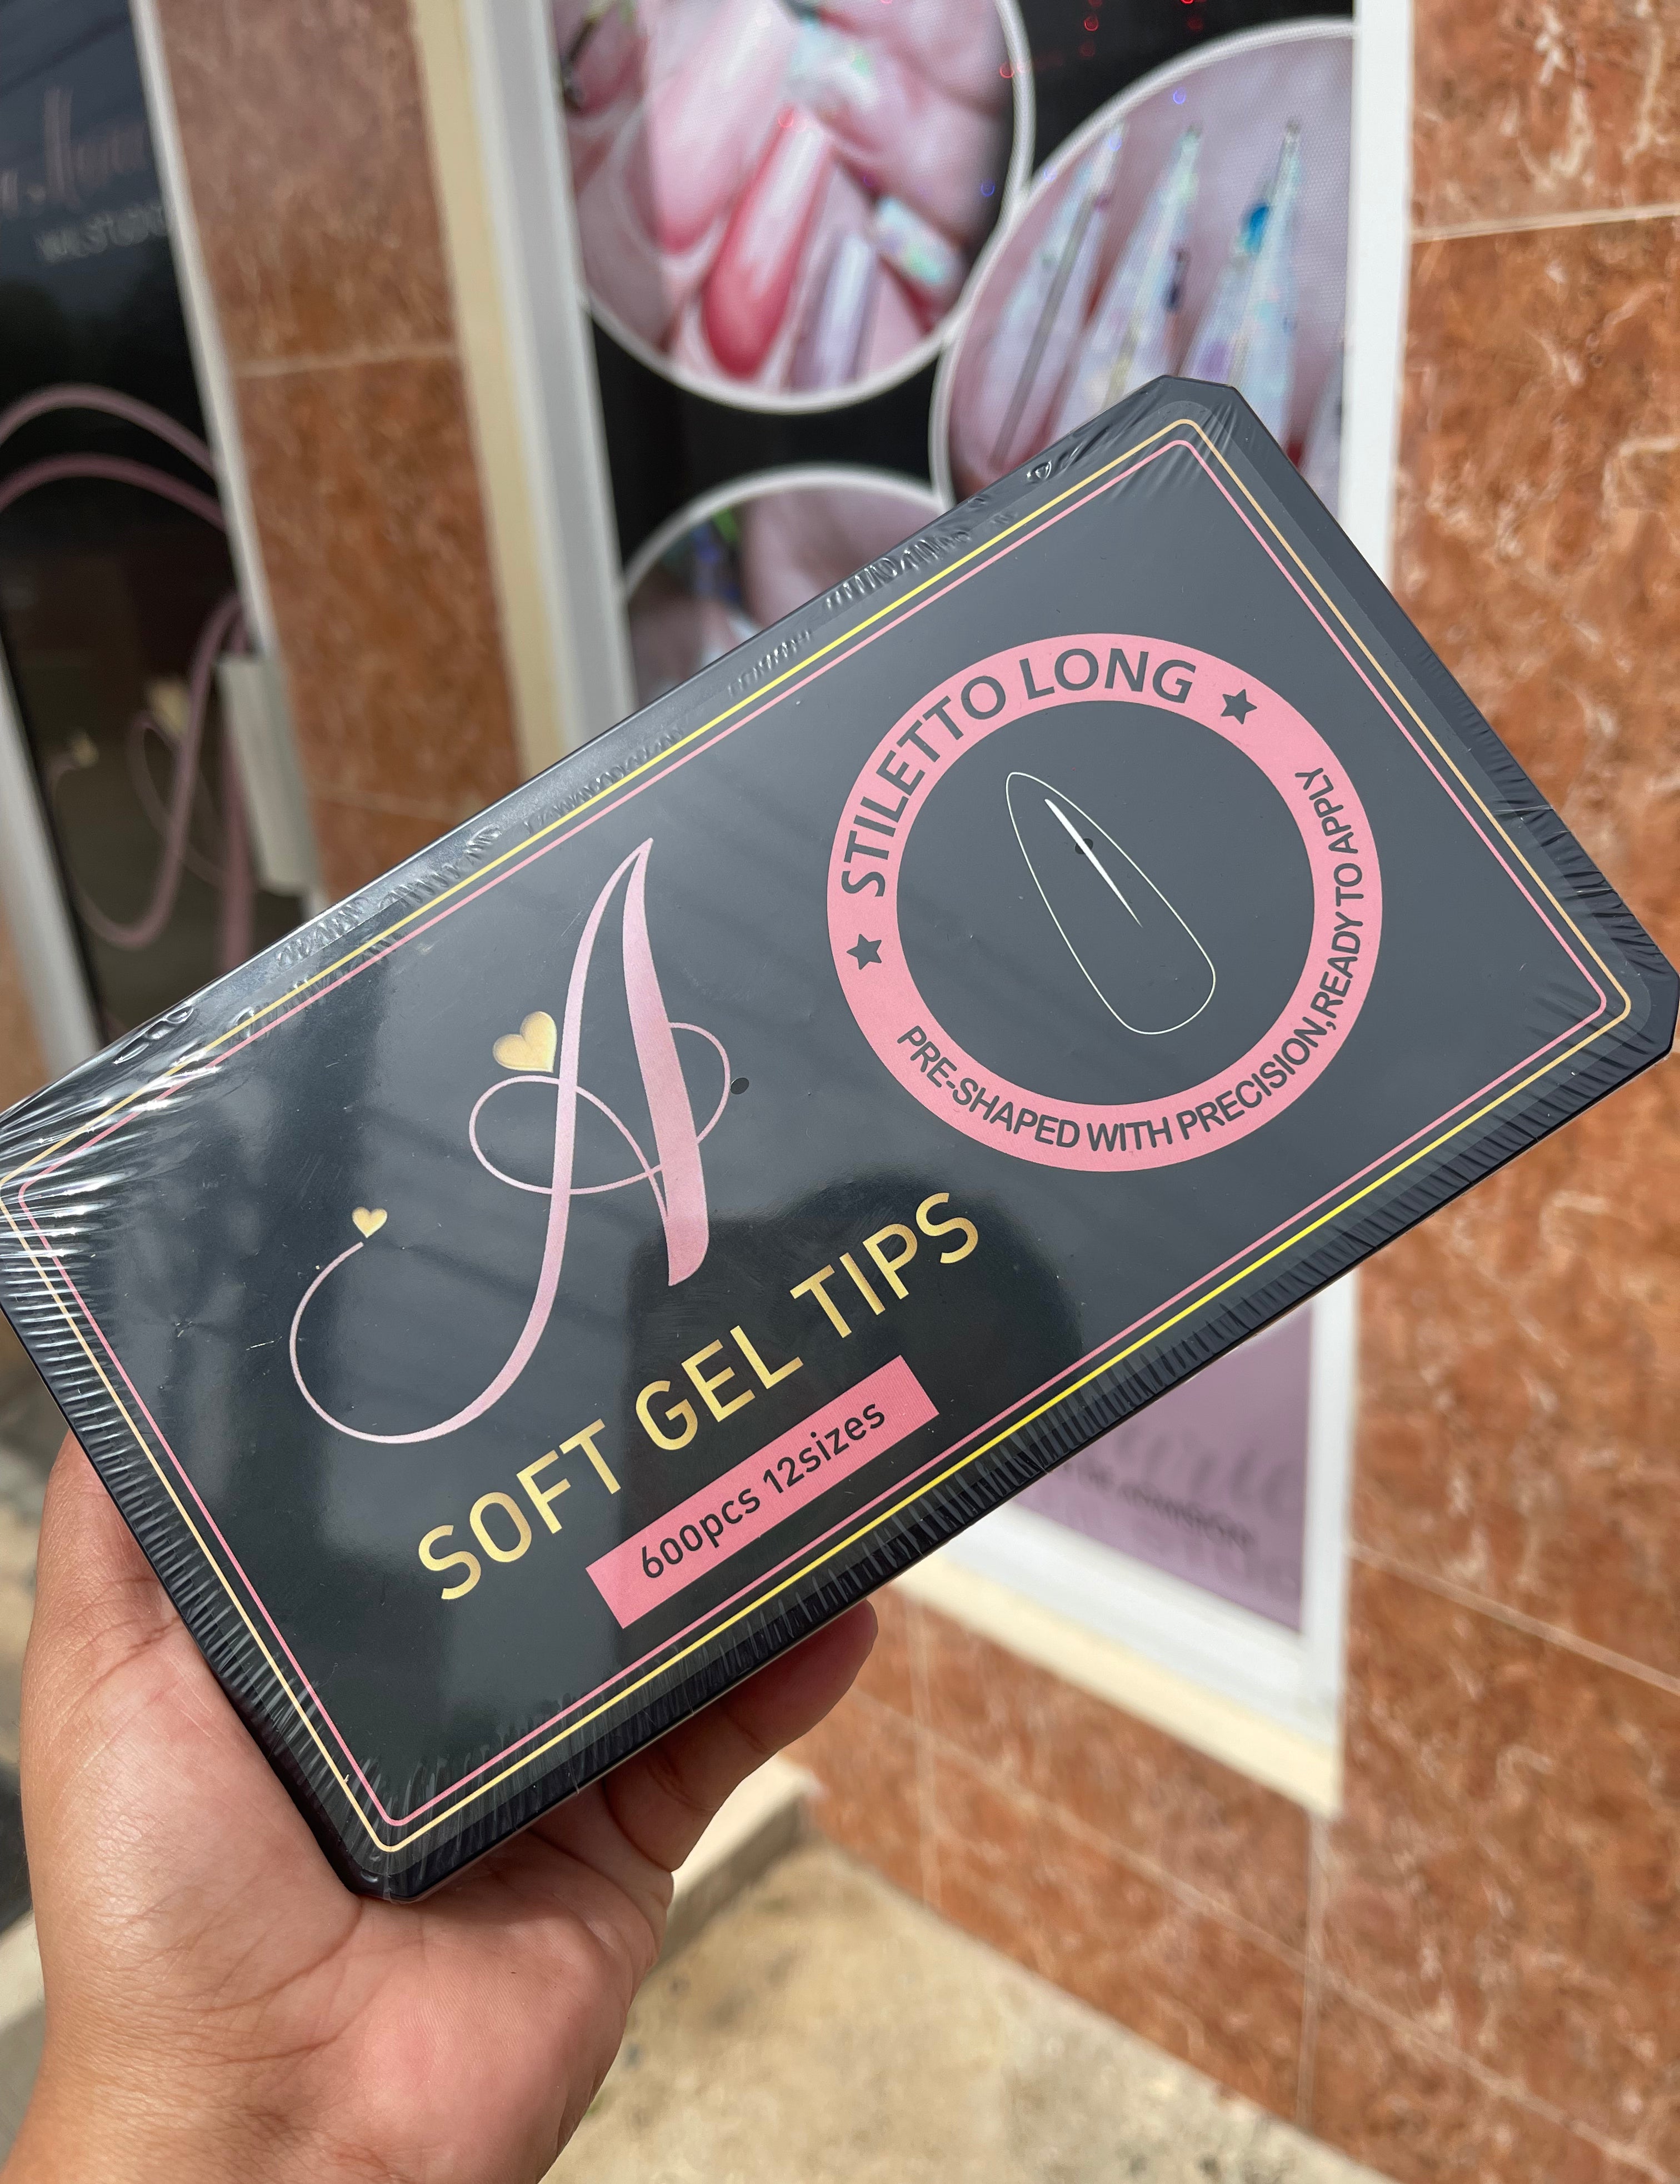 STILETTO LONG
PRE-SHAPED WITH PRECISION,READY TO APPLY
A
SOFT GEL TIPS
600pcs 12sizes